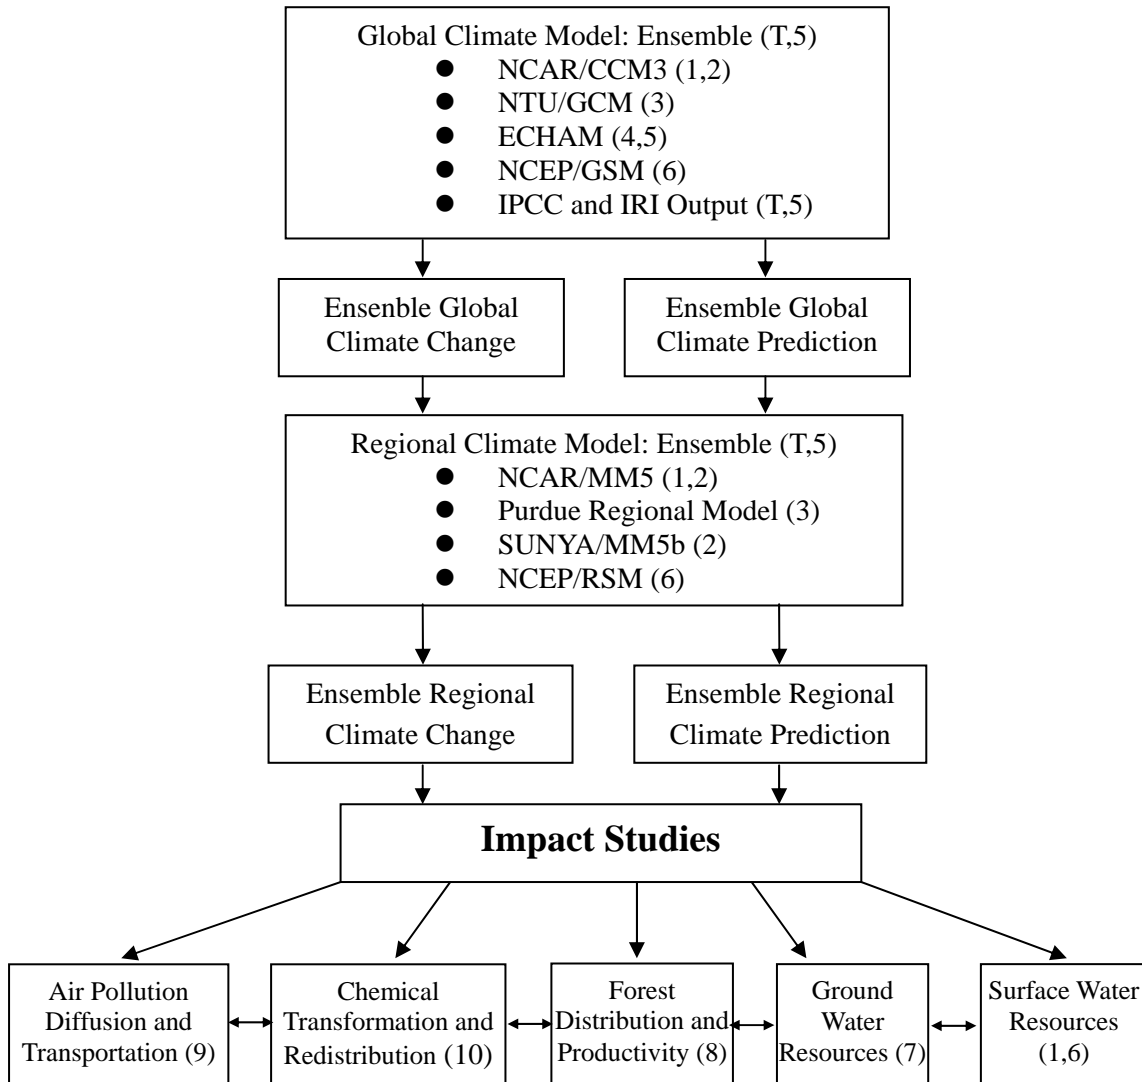 Global Climate Model: Ensemble (T,5)
● NCAR/CCM3 (1,2)
● NTU/GCM (3)
● ECHAM (4,5)
● NCEP/GSM (6)
● IPCC and IRI Output (T,5)
Ensenble Global
Climate Change
Ensemble Global
Climate Prediction
Regional Climate Model: Ensemble (T,5)
● NCAR/MM5 (1,2)
● Purdue Regional Model (3)
● SUNYA/MM5b (2)
● NCEP/RSM (6)
Ensemble Regional
Climate Change
Ensemble Regional
Climate Prediction
Impact Studies
Air Pollution
Diffusion and
Transportation (9)
Chemical
Transformation and
Redistribution (10)
Forest
Distribution and
Productivity (8)
Ground
Water
Resources (7)
Surface Water
Resources
(1,6)